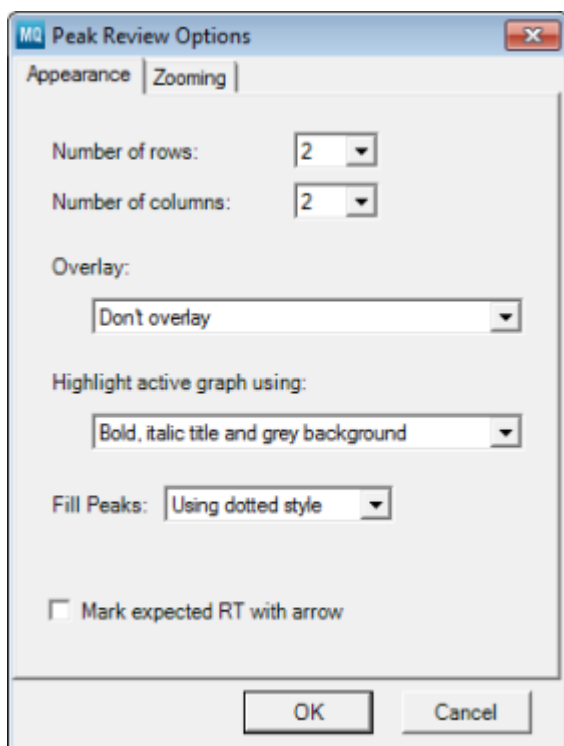 MQ Peak Review Options
Appearance Zooming
Number of rows: 2
Number of columns: 2
Overlay:
Don't overlay
Highlight active graph using:
Bold, italic title and grey background
Fill Peaks: Using dotted style
Mark expected RT with arrow
OK Cancel